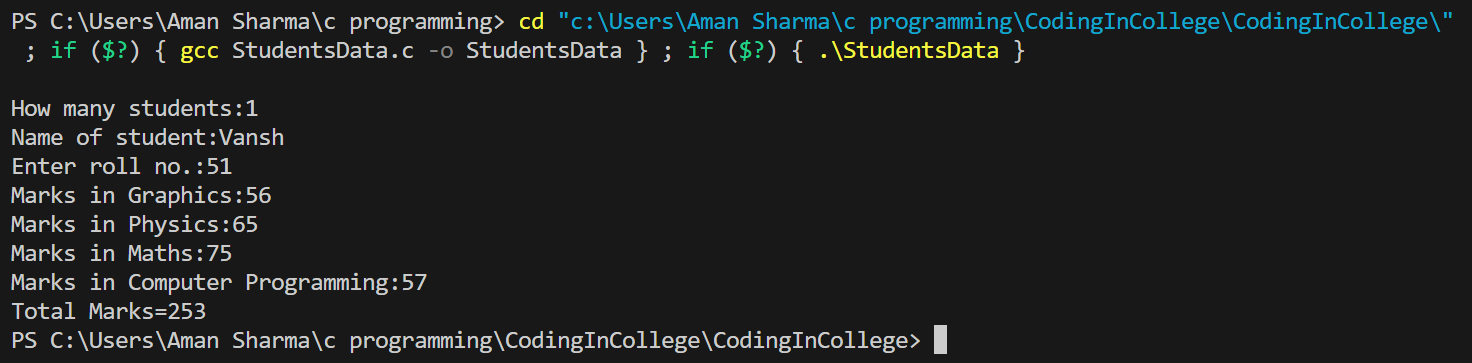 PS C:\Users\Aman Sharma\c programming> cd "c:\Users\Aman Sharma\c programming\CodingInCollege\CodingInCollege\"
 ; if ($?) { gcc StudentsData.c -o StudentsData } ; if ($?) { .\StudentsData }
How many students:1
Name of student:Vansh
Enter roll no.:51
Marks in Graphics:56
Marks in Physics:65
Marks in Maths:75
Marks in Computer Programming:57
Total Marks=253
PS C:\Users\Aman Sharma\c programming\CodingInCollege\CodingInCollege>